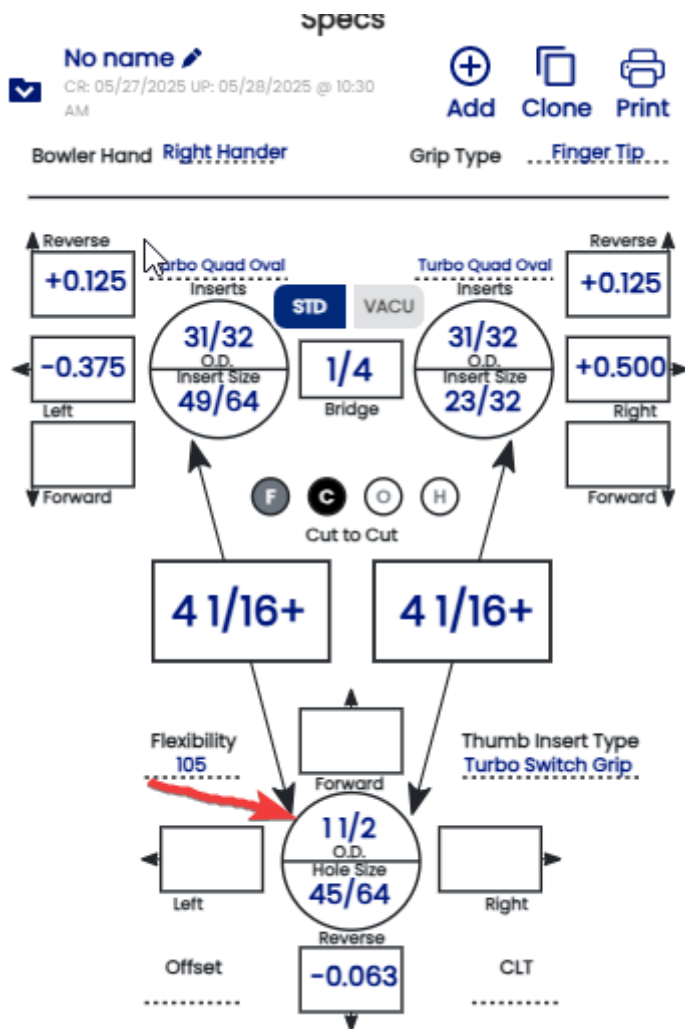 Specs
No name
CR: 05/27/2025 UP: 05/28/2025 @ 10:30
AM
Add Clone Print
Bowler Hand Right Hander Grip Type Finger Tip
Reverse Reverse
+0.125 Quad Oval Turbo Quad Oval +0.125
Inserts Inserts
STD VACU
31/32 31/32
-0.375 O.D. 1/4 O.D. +0.500
Insert Size Insert Size
49/64 23/32
Left Bridge Right
Forward F C O H Forward
Cut to Cut
4 1/16+ 4 1/16+
Flexibility Thumb Insert Type
105 Turbo Switch Grip
Forward
1 1/2
O.D.
Hole Size
45/64
Left Right
Reverse
Offset -0.063 CLT